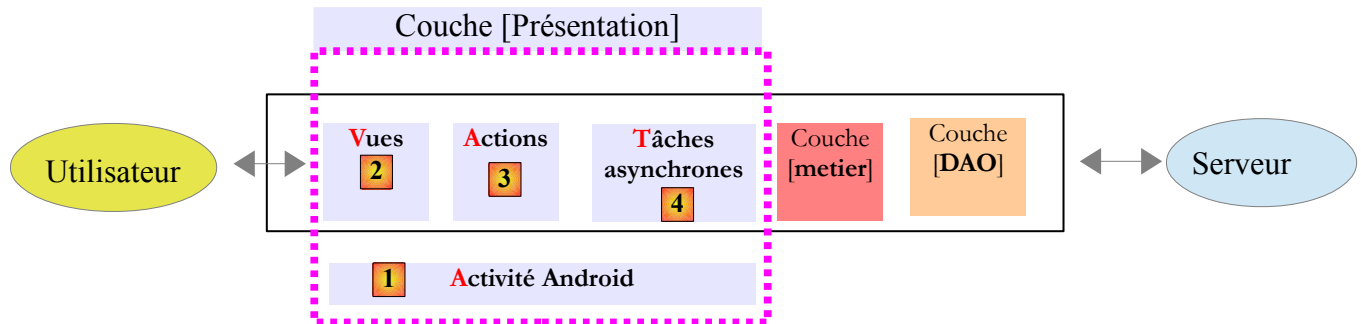 Couche [Présentation]
Utilisateur
Vues
2
Actions
3
Tâches
asynchrones
4
Couche
[metier]
Couche
[DAO]
Serveur
1
Activité Android